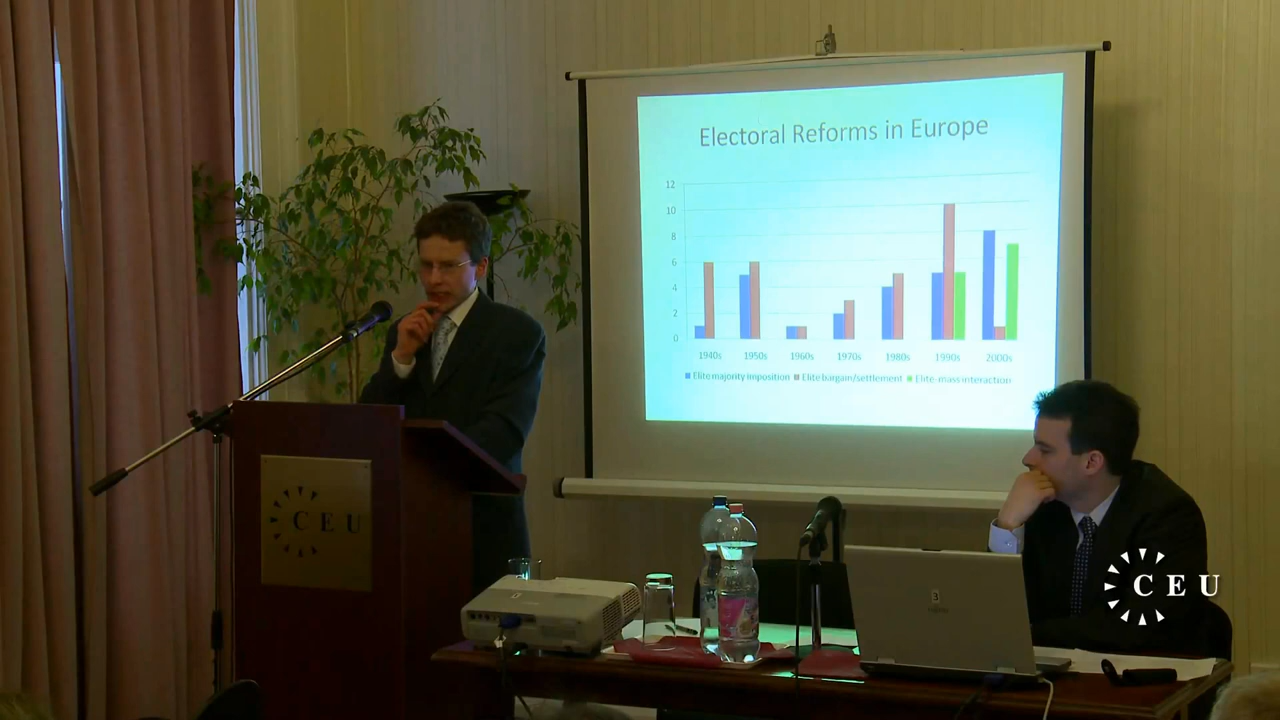 Electoral Reforms in Europe
12
10
8
6
4
2
0
1940s 1950s 1960s 1970s 1980s 1990s 2000s
Elite majority imposition Elite bargain/settlement Elite-mass interaction
CEU
3
CEU